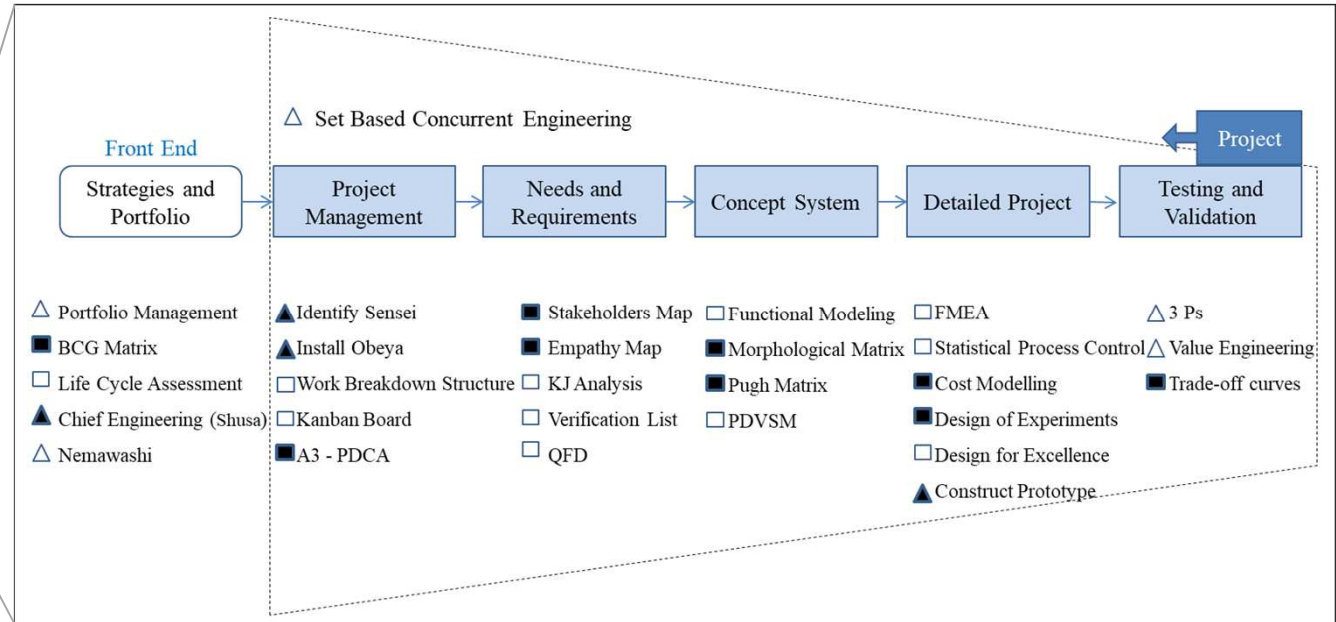 Set Based Concurrent Engineering
Project
Front End
Strategies and
Portfolio
Project
Management
Needs and
Requirements
Concept System
Detailed Project
Testing and
Validation
Portfolio Management
BCG Matrix
Life Cycle Assessment
Chief Engineering (Shusa)
Nemawashi
Identify Sensei
Install Obeya
Work Breakdown Structure
Kanban Board
A3 - PDCA
Stakeholders Map
Empathy Map
KJ Analysis
Verification List
QFD
Functional Modeling
Morphological Matrix
Pugh Matrix
PDVSM
FMEA
Statistical Process Control
Cost Modelling
Design of Experiments
Design for Excellence
Construct Prototype
3 Ps
Value Engineering
Trade-off curves